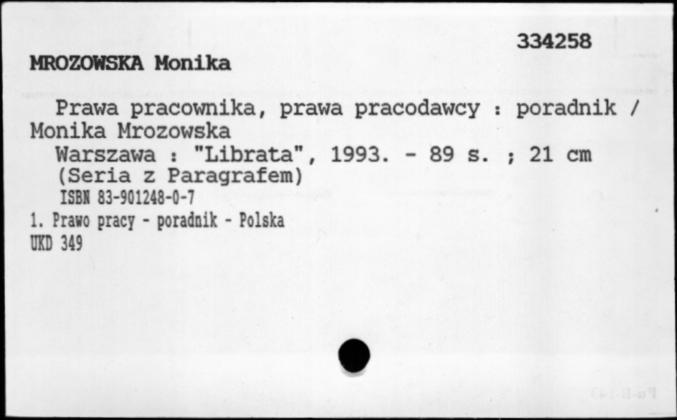 334258
MROZOWSKA Monika
Prawa pracownika, prawa pracodawcy : poradnik /
Monika Mrozowska
Warszawa : "Librata", 1993. - 89 s. ; 21 cm
(Seria z Paragrafem)
ISBN 83-901248-0-7
1. Prawo pracy - poradnik - Polska
UKD 349